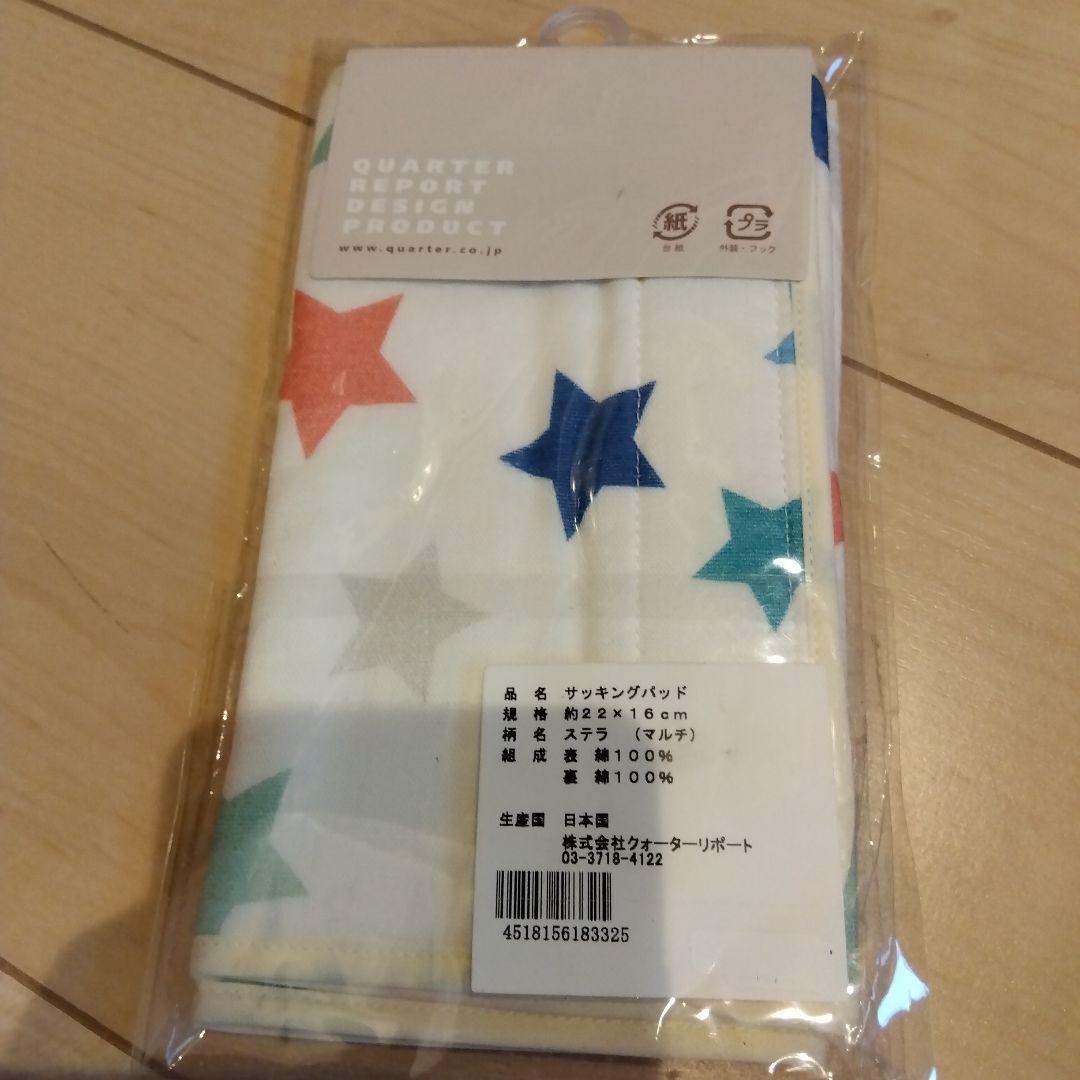 QUARTER
REPORT
DESIGN
PRODUCT
www.quarter.co.jp
紙
台紙
プラ
外装・フック
品 名 サッキングパッド
規 格 約22×16cm
柄 名 ステラ (マルチ)
組 成 表 綿100%
裏 綿100%
生産国 日本国
株式会社クォーターリポート
03-3718-4122
4518156183325